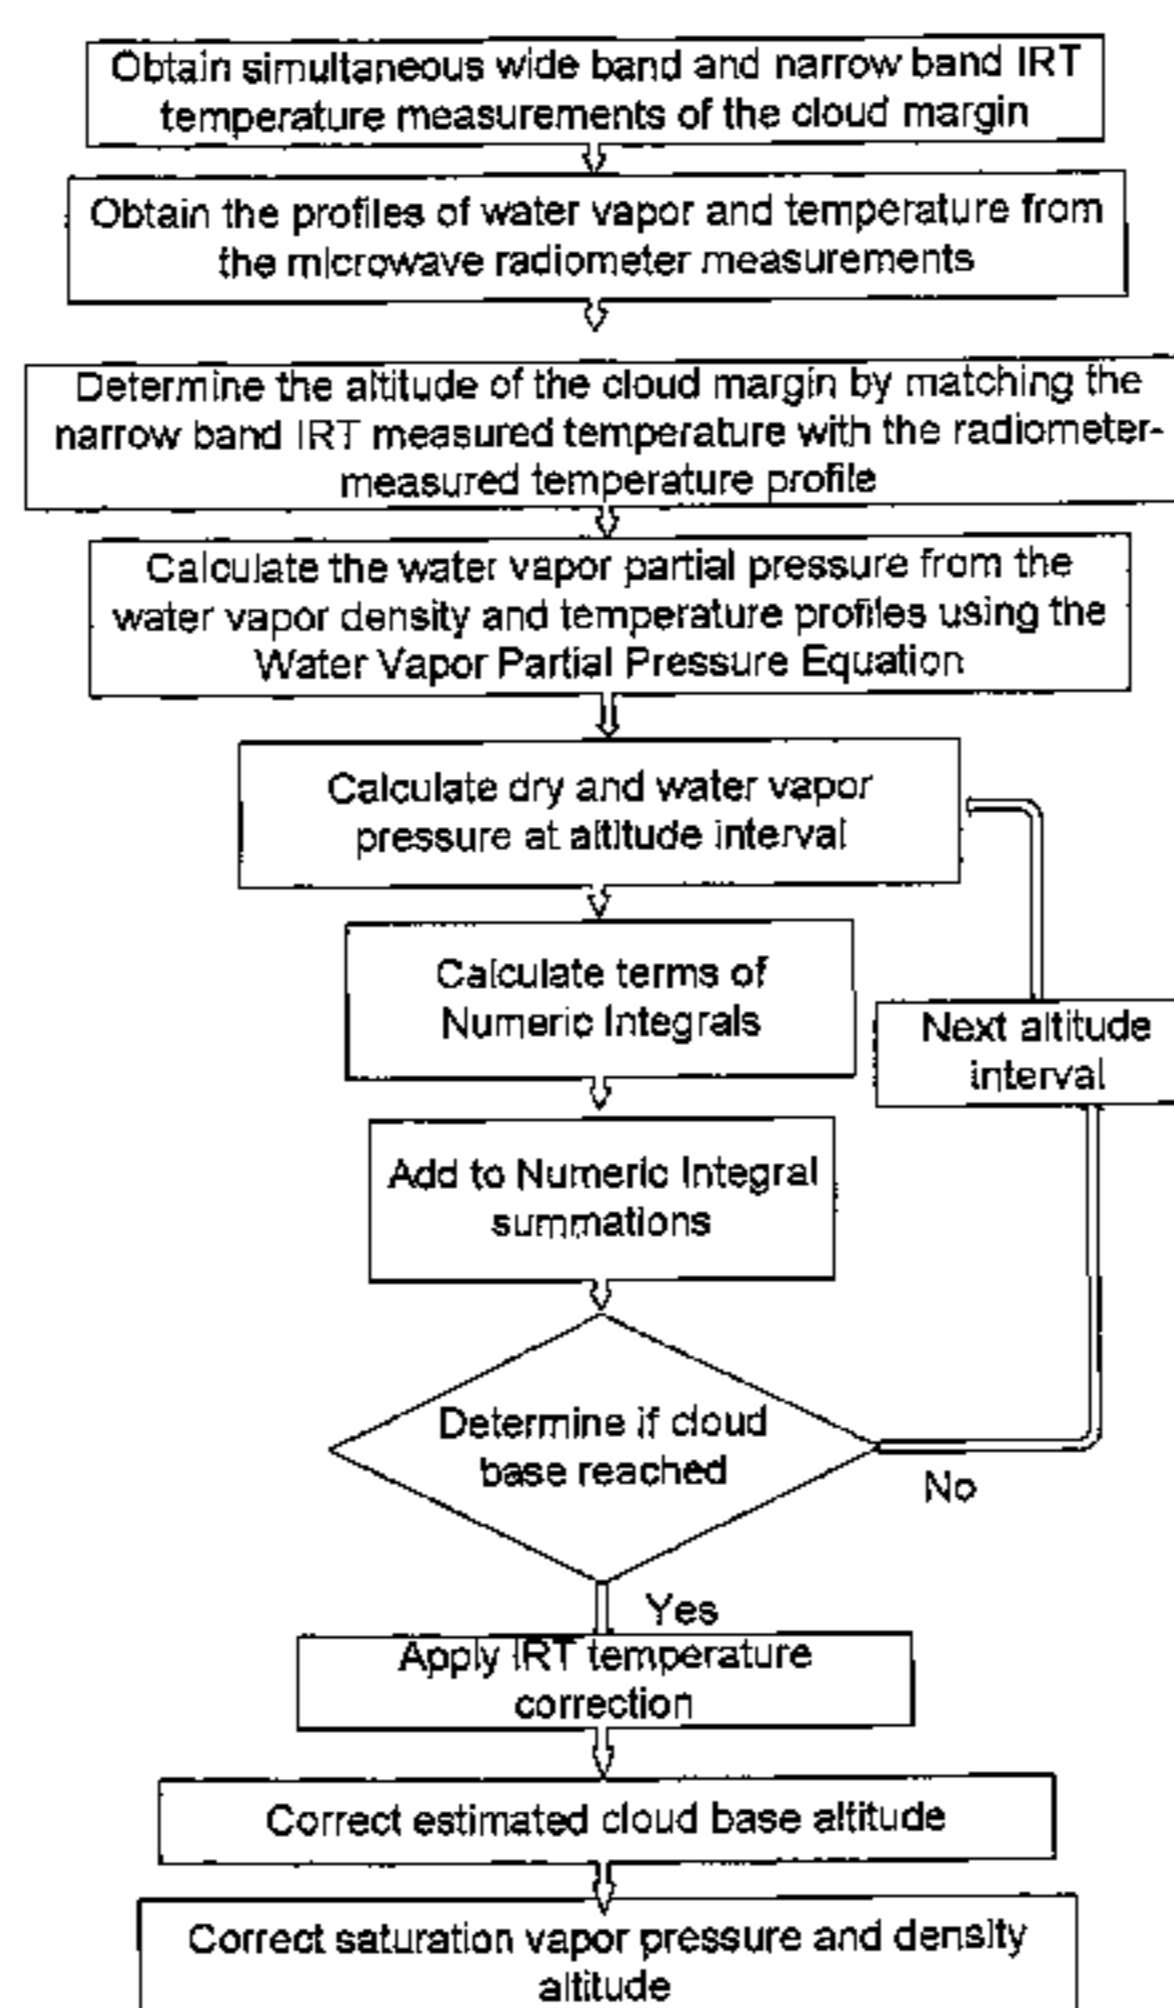 Obtain simultaneous wide band and narrow band IRT
temperature measurements of the cloud margin
Obtain the profiles of water vapor and temperature from
the microwave radiometer measurements
Determine the altitude of the cloud margin by matching the
narrow band IRT measured temperature with the radiometer-
measured temperature profile
Calculate the water vapor partial pressure from the
water vapor density and temperature profiles using the
Water Vapor Partial Pressure Equation
Calculate dry and water vapor
pressure at altitude interval
Calculate terms of
Numeric Integrals
Next altitude
interval
Add to Numeric Integral
summations
Determine if cloud
base reached
No
Yes
Apply IRT temperature
correction
Correct estimated cloud base altitude
Correct saturation vapor pressure and density
altitude